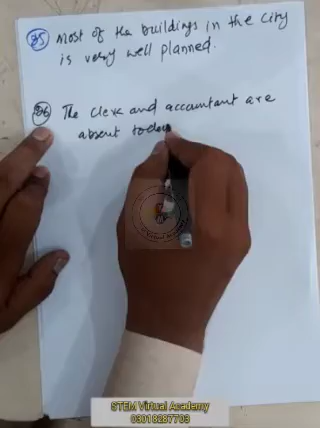 85 Most of the buildings in the city
is very well planned.
86 The clerk and accountant are
absent today
STEM Virtual Academy
03018287703